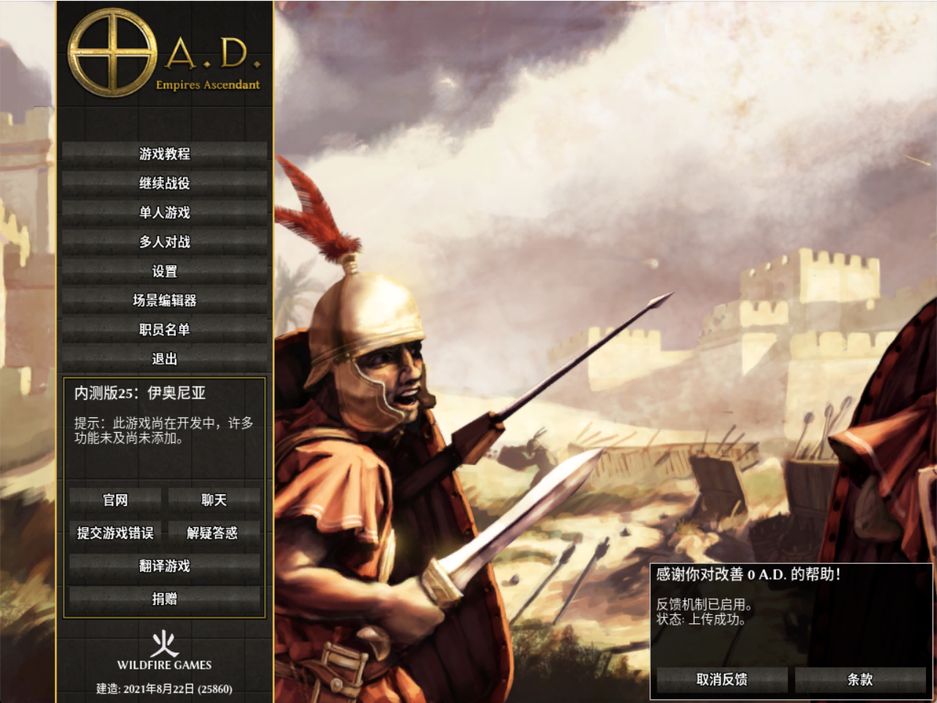 A.D.
Empires Ascendant
游戏教程
继续战役
单人游戏
多人对战
设置
场景编辑器
职员名单
退出
内测版25：伊奥尼亚
提示：此游戏尚在开发中，许多
功能未及尚未添加。
官网
聊天
提交游戏错误
解疑答惑
翻译游戏
捐赠
火
WILDFIRE GAMES
建造: 2021年8月22日 (25860)
感谢你对改善 0 A.D. 的帮助！
反馈机制已启用。
状态: 上传成功。
取消反馈
条款